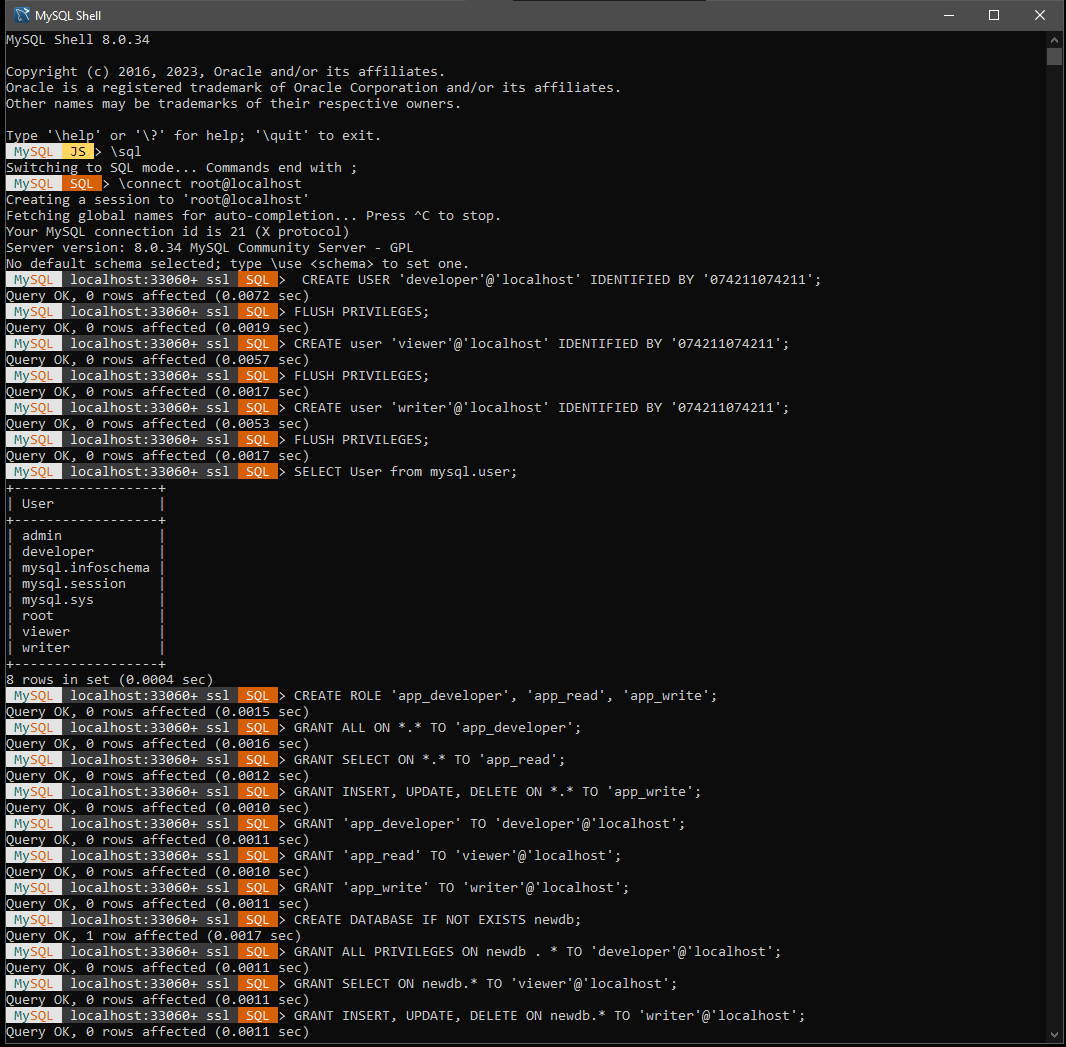 MySQL Shell
MySQL Shell 8.0.34
Copyright (c) 2016, 2023, Oracle and/or its affiliates.
Oracle is a registered trademark of Oracle Corporation and/or its affiliates.
Other names may be trademarks of their respective owners.
Type '\help' or '\?' for help; '\quit' to exit.
MySQL JS > \sql
Switching to SQL mode... Commands end with ;
MySQL SQL > \connect root@localhost
Creating a session to 'root@localhost'
Fetching global names for auto-completion... Press ^C to stop.
Your MySQL connection id is 21 (X protocol)
Server version: 8.0.34 MySQL Community Server - GPL
No default schema selected; type \use <schema> to set one.
MySQL localhost:33060+ ssl SQL >  CREATE USER 'developer'@'localhost' IDENTIFIED BY '074211074211';
Query OK, 0 rows affected (0.0072 sec)
MySQL localhost:33060+ ssl SQL > FLUSH PRIVILEGES;
Query OK, 0 rows affected (0.0019 sec)
MySQL localhost:33060+ ssl SQL > CREATE user 'viewer'@'localhost' IDENTIFIED BY '074211074211';
Query OK, 0 rows affected (0.0057 sec)
MySQL localhost:33060+ ssl SQL > FLUSH PRIVILEGES;
Query OK, 0 rows affected (0.0017 sec)
MySQL localhost:33060+ ssl SQL > CREATE user 'writer'@'localhost' IDENTIFIED BY '074211074211';
Query OK, 0 rows affected (0.0053 sec)
MySQL localhost:33060+ ssl SQL > FLUSH PRIVILEGES;
Query OK, 0 rows affected (0.0017 sec)
MySQL localhost:33060+ ssl SQL > SELECT User from mysql.user;
+------------------+
| User             |
+------------------+
| admin            |
| developer        |
| mysql.infoschema |
| mysql.session    |
| mysql.sys        |
| root             |
| viewer           |
| writer           |
+------------------+
8 rows in set (0.0004 sec)
MySQL localhost:33060+ ssl SQL > CREATE ROLE 'app_developer', 'app_read', 'app_write';
Query OK, 0 rows affected (0.0015 sec)
MySQL localhost:33060+ ssl SQL > GRANT ALL ON *.* TO 'app_developer';
Query OK, 0 rows affected (0.0016 sec)
MySQL localhost:33060+ ssl SQL > GRANT SELECT ON *.* TO 'app_read';
Query OK, 0 rows affected (0.0012 sec)
MySQL localhost:33060+ ssl SQL > GRANT INSERT, UPDATE, DELETE ON *.* TO 'app_write';
Query OK, 0 rows affected (0.0010 sec)
MySQL localhost:33060+ ssl SQL > GRANT 'app_developer' TO 'developer'@'localhost';
Query OK, 0 rows affected (0.0011 sec)
MySQL localhost:33060+ ssl SQL > GRANT 'app_read' TO 'viewer'@'localhost';
Query OK, 0 rows affected (0.0010 sec)
MySQL localhost:33060+ ssl SQL > GRANT 'app_write' TO 'writer'@'localhost';
Query OK, 0 rows affected (0.0011 sec)
MySQL localhost:33060+ ssl SQL > CREATE DATABASE IF NOT EXISTS newdb;
Query OK, 1 row affected (0.0017 sec)
MySQL localhost:33060+ ssl SQL > GRANT ALL PRIVILEGES ON newdb . * TO 'developer'@'localhost';
Query OK, 0 rows affected (0.0011 sec)
MySQL localhost:33060+ ssl SQL > GRANT SELECT ON newdb.* TO 'viewer'@'localhost';
Query OK, 0 rows affected (0.0011 sec)
MySQL localhost:33060+ ssl SQL > GRANT INSERT, UPDATE, DELETE ON newdb.* TO 'writer'@'localhost';
Query OK, 0 rows affected (0.0011 sec)